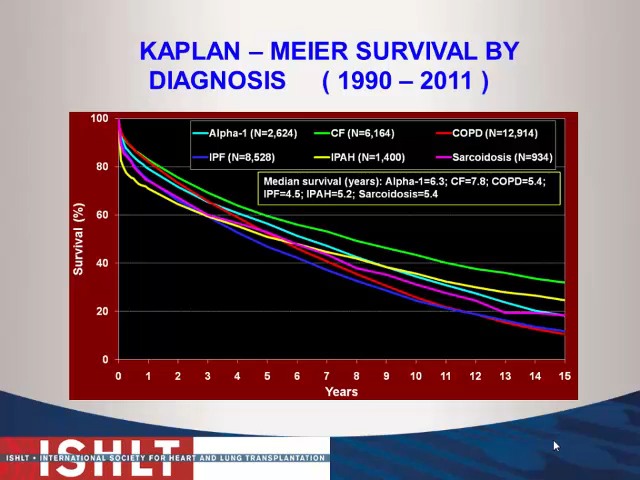 KAPLAN – MEIER SURVIVAL BY
DIAGNOSIS ( 1990 – 2011 )
Alpha-1 (N=2,624) CF (N=6,164) COPD (N=12,914)
IPF (N=8,528) IPAH (N=1,400) Sarcoidosis (N=934)
Median survival (years): Alpha-1=6.3; CF=7.8; COPD=5.4;
IPF=4.5; IPAH=5.2; Sarcoidosis=5.4
Survival (%)
100
80
60
40
20
0
0 1 2 3 4 5 6 7 8 9 10 11 12 13 14 15
Years
ISHLT
ISHLT • INTERNATIONAL SOCIETY FOR HEART AND LUNG TRANSPLANTATION